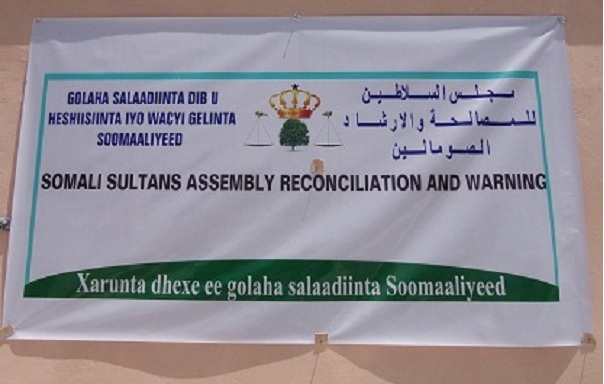 GOLAHA SALAADIINTA DIB U
HESHIISIINTA IYO WACYI GELINTA
SOOMAALIYEED
مجلس السلاطين
للمصالحة والارشاد
الصومالين
SOMALI SULTANS ASSEMBLY RECONCILIATION AND WARNING
Xarunta dhexe ee golaha salaadiinta Soomaaliyeed